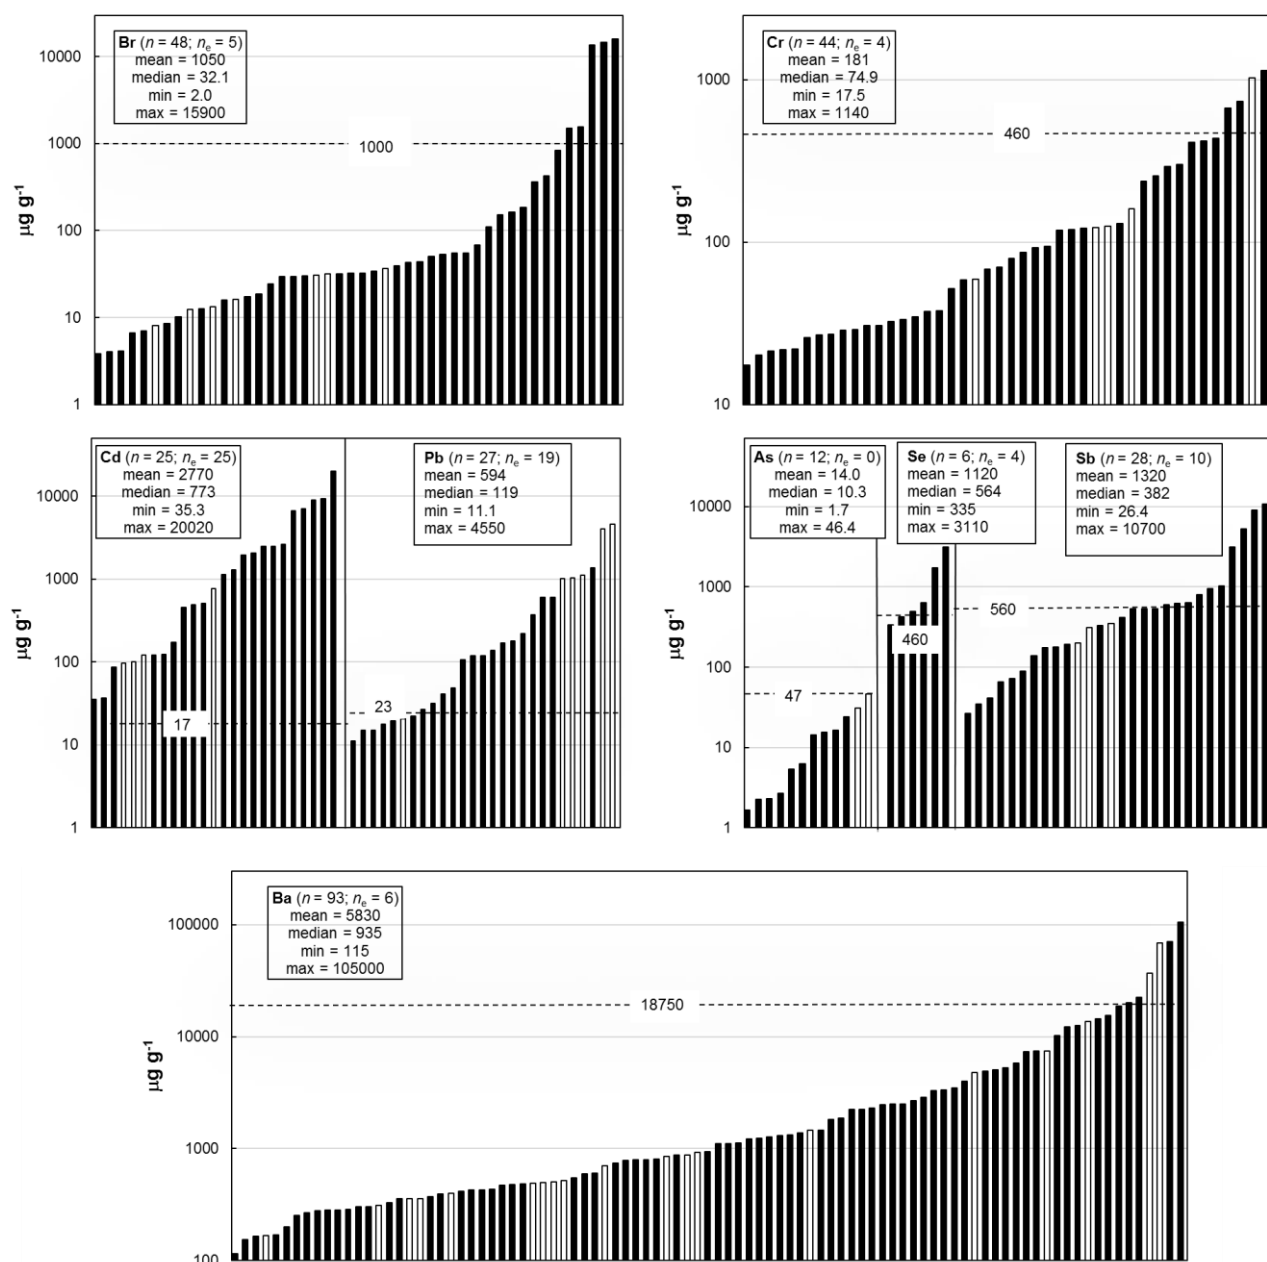 Br (n = 48; nₑ = 5)
mean = 1050
median = 32.1
min = 2.0
max = 15900
10000
1000
100
10
1
µg g⁻¹
1000
Cr (n = 44; nₑ = 4)
mean = 181
median = 74.9
min = 17.5
max = 1140
1000
100
10
µg g⁻¹
460
Cd (n = 25; nₑ = 25)
mean = 2770
median = 773
min = 35.3
max = 20020
Pb (n = 27; nₑ = 19)
mean = 594
median = 119
min = 11.1
max = 4550
10000
1000
100
10
1
µg g⁻¹
17
23
As (n = 12; nₑ = 0)
mean = 14.0
median = 10.3
min = 1.7
max = 46.4
Se (n = 6; nₑ = 4)
mean = 1120
median = 564
min = 335
max = 3110
Sb (n = 28; nₑ = 10)
mean = 1320
median = 382
min = 26.4
max = 10700
10000
1000
100
10
1
µg g⁻¹
47
460
560
Ba (n = 93; nₑ = 6)
mean = 5830
median = 935
min = 115
max = 105000
100000
10000
1000
100
µg g⁻¹
18750